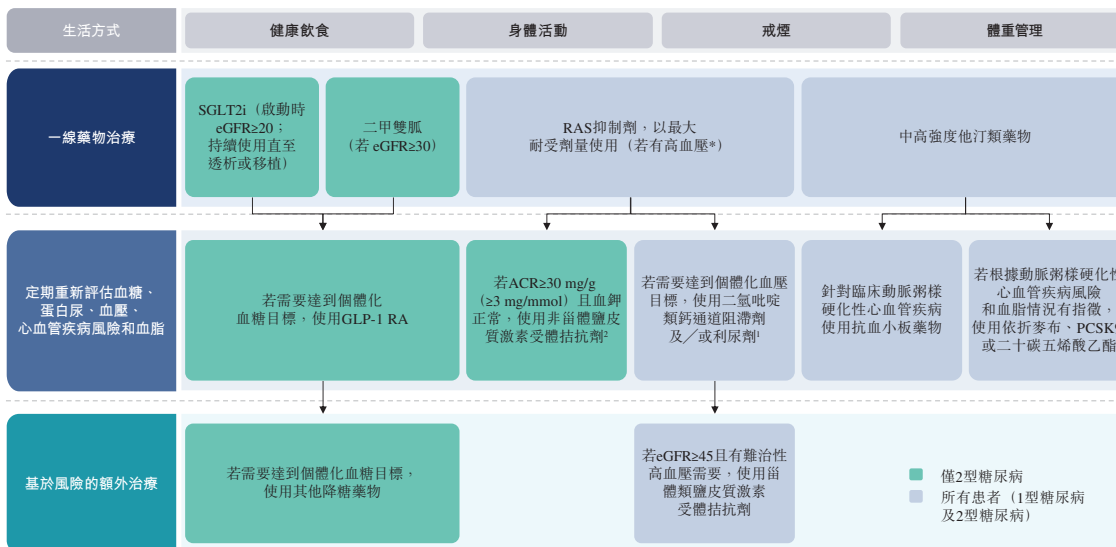 生活方式
健康飲食
身體活動
戒煙
體重管理
一線藥物治療
SGLT2i（啟動時
eGFR≥20；
持續使用直至
透析或移植）
二甲雙胍
（若 eGFR≥30）
RAS抑制劑，以最大
耐受劑量使用（若有高血壓*）
中高強度他汀類藥物
定期重新評估血糖、
蛋白尿、血壓、
心血管疾病風險和血脂
若需要達到個體化
血糖目標，使用GLP-1 RA
若ACR≥30 mg/g
（≥3 mg/mmol）且血鉀
正常，使用非甾體鹽皮
質激素受體拮抗劑²
若需要達到個體化血壓
目標，使用二氫吡啶
類鈣通道阻滯劑
及／或利尿劑¹
針對臨床動脈粥樣
硬化性心血管疾病
使用抗血小板藥物
若根據動脈粥樣硬化性
心血管疾病風險
和血脂情況有指徵，
使用依折麥布、PCSK9
或二十碳五烯酸乙酯
基於風險的額外治療
若需要達到個體化血糖目標，
使用其他降糖藥物
若eGFR≥45且有難治性
高血壓需要，使用甾
體類鹽皮質激素
受體拮抗劑
僅2型糖尿病
所有患者（1型糖尿病
及2型糖尿病）